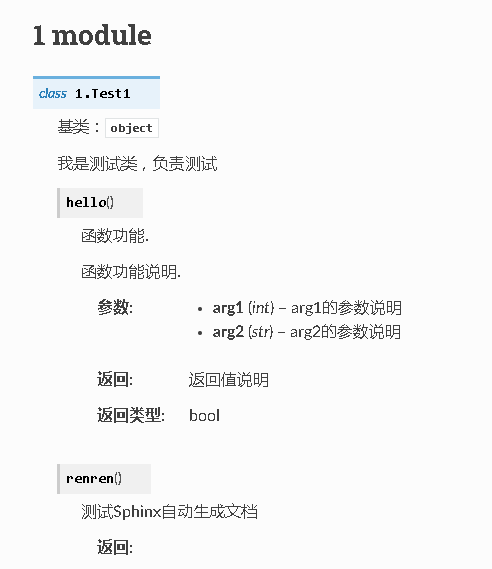 1 module
class 1.Test1
基类：object
我是测试类，负责测试
hello()
函数功能.
函数功能说明.
参数: • arg1 (int) – arg1的参数说明
• arg2 (str) – arg2的参数说明
返回: 返回值说明
返回类型: bool
renren()
测试Sphinx自动生成文档
返回: